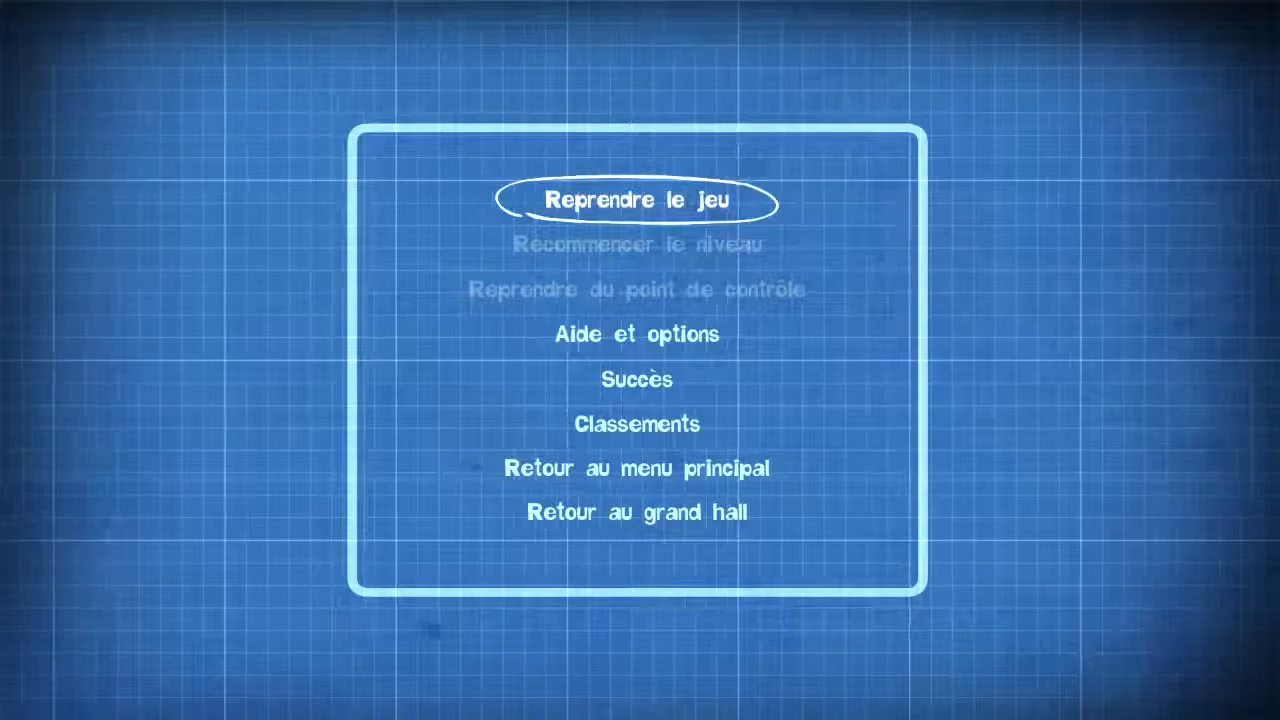 Reprendre le jeu
Recommencer le niveau
Reprendre du point de contrôle
Aide et options
Succès
Classements
Retour au menu principal
Retour au grand hall